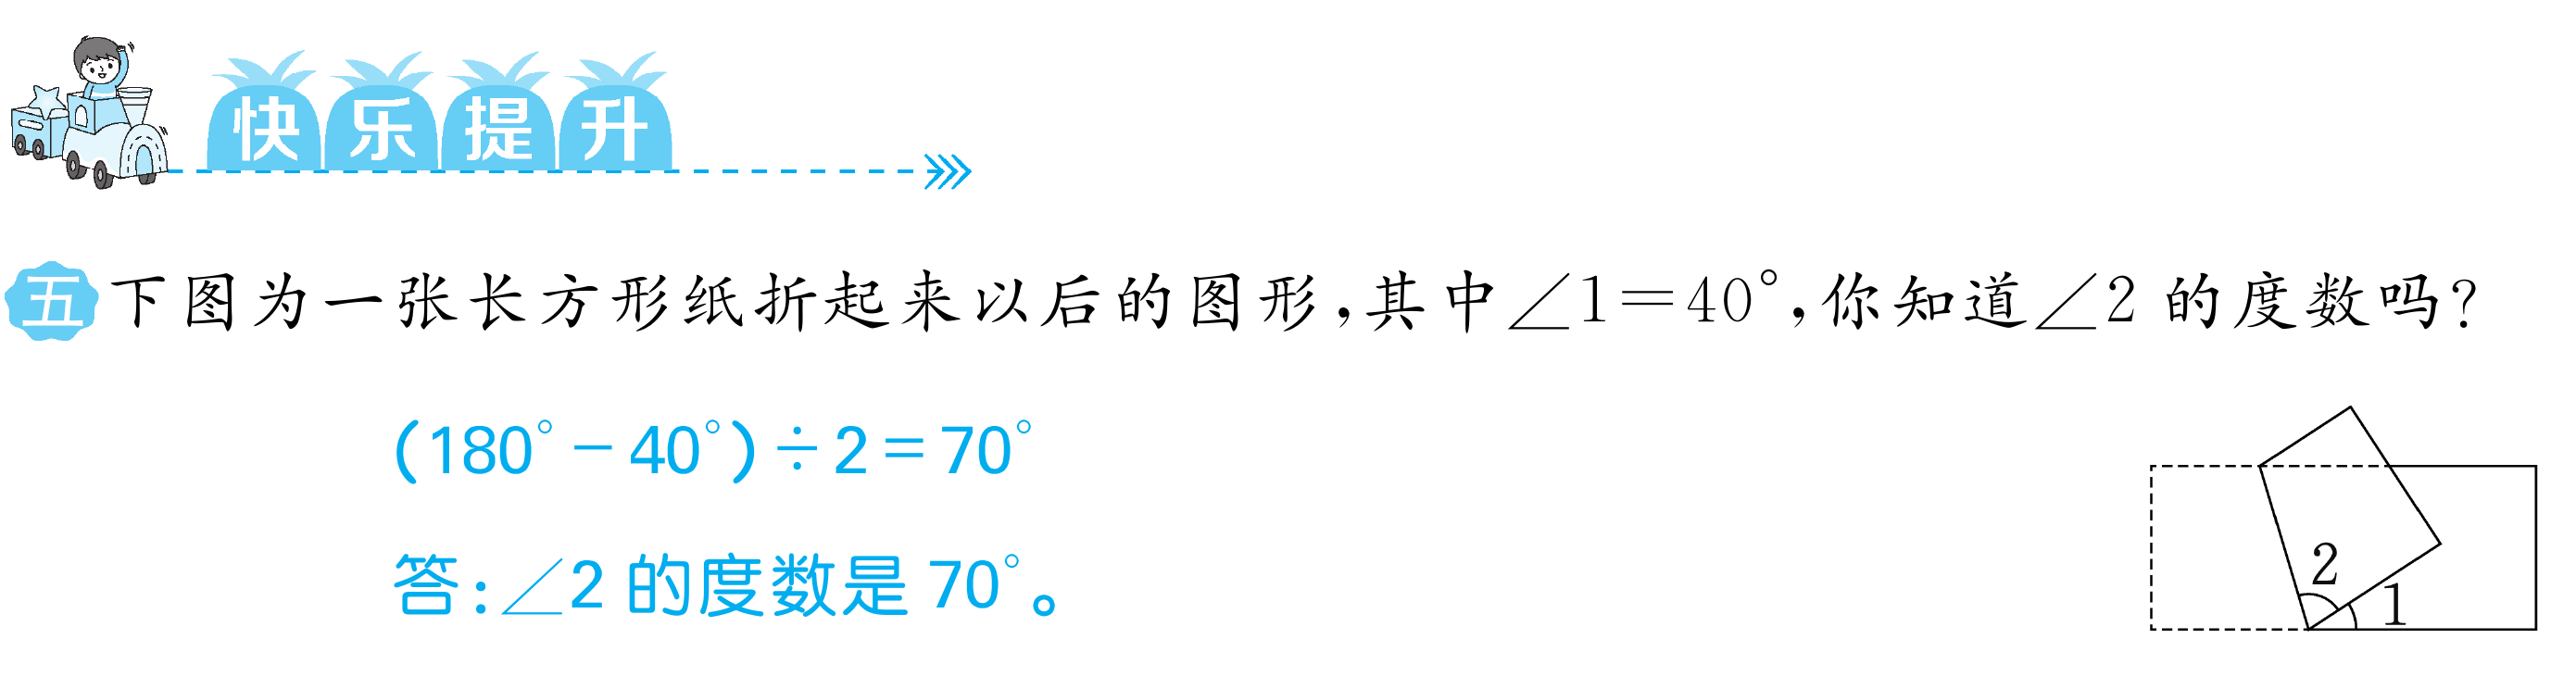 快乐提升
五 下图为一张长方形纸折起来以后的图形,其中∠1=40°,你知道∠2 的度数吗?
(180°-40°)÷2=70°
答:∠2 的度数是 70°。
2
1